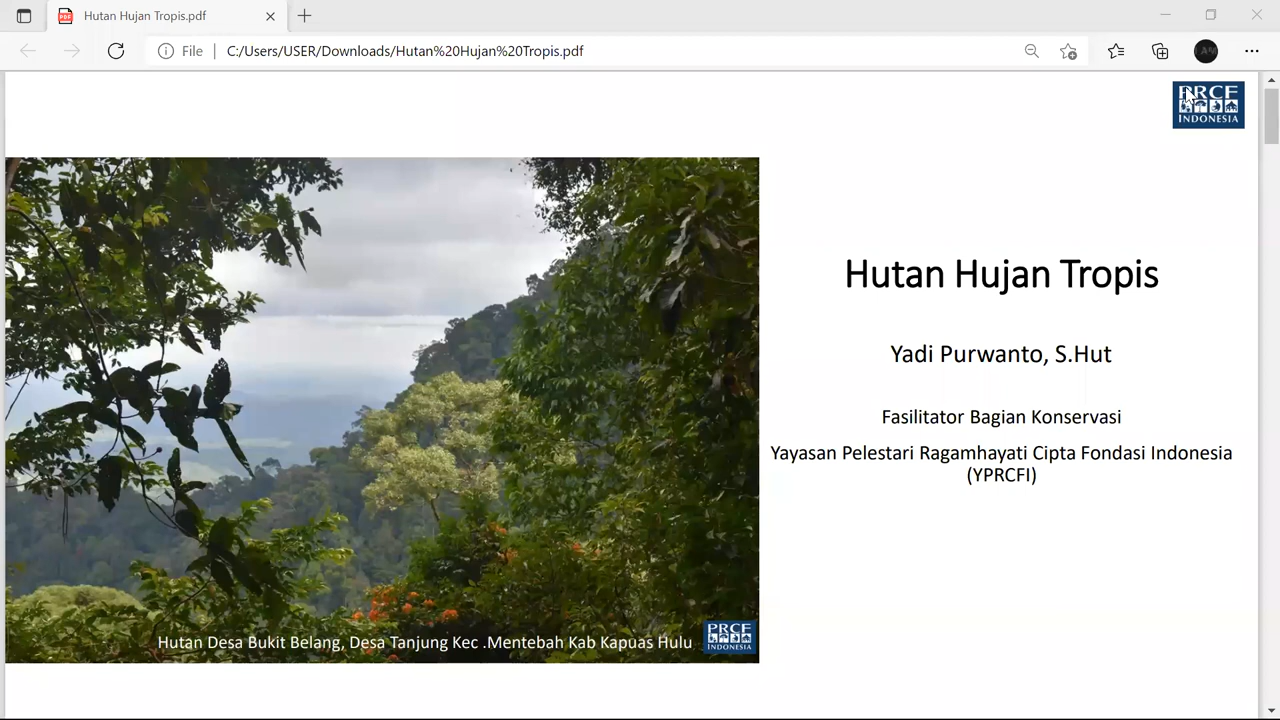 Hutan Hujan Tropis.pdf
File
C:/Users/USER/Downloads/Hutan%20Hujan%20Tropis.pdf
PRCF
INDONESIA
Hutan Hujan Tropis
Yadi Purwanto, S.Hut
Fasilitator Bagian Konservasi
Yayasan Pelestari Ragamhayati Cipta Fondasi Indonesia
(YPRCFI)
Hutan Desa Bukit Belang, Desa Tanjung Kec .Mentebah Kab Kapuas Hulu
PRCF
INDONESIA